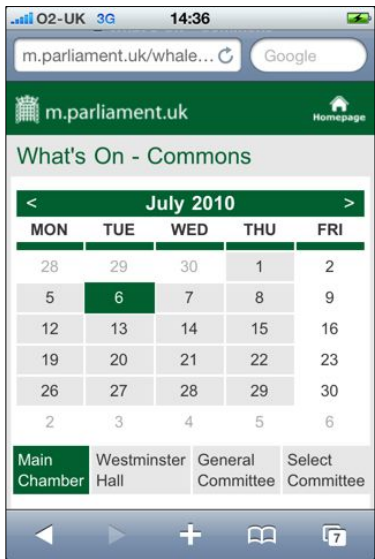 O2-UK 3G 14:36
m.parliament.uk/whale... Google
m.parliament.uk Homepage
What's On - Commons
< July 2010 >
MON TUE WED THU FRI
28 29 30 1 2
5 6 7 8 9
12 13 14 15 16
19 20 21 22 23
26 27 28 29 30
2 3 4 5 6
Main Westminster General Select
Chamber Hall Committee Committee
7